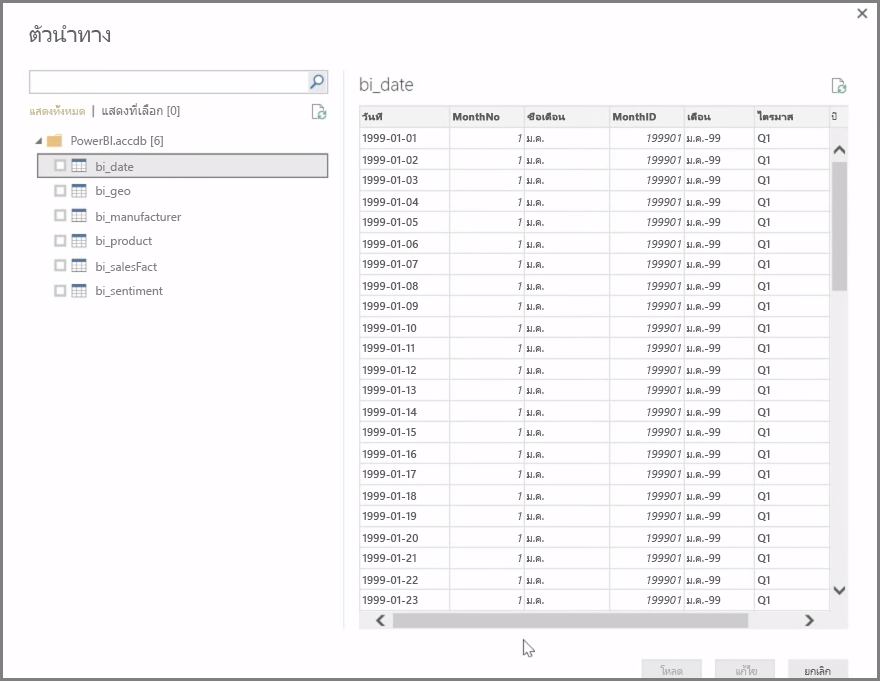 ตัวนำทาง
แสดงทั้งหมด | แสดงที่เลือก [0]
PowerBI.accdb [6]
bi_date
bi_geo
bi_manufacturer
bi_product
bi_salesFact
bi_sentiment
bi_date
วันที่ MonthNo ชื่อเดือน MonthID เดือน ไตรมาส ปี
1999-01-01 1 ม.ค. 199901 ม.ค.-99 Q1
1999-01-02 1 ม.ค. 199901 ม.ค.-99 Q1
1999-01-03 1 ม.ค. 199901 ม.ค.-99 Q1
1999-01-04 1 ม.ค. 199901 ม.ค.-99 Q1
1999-01-05 1 ม.ค. 199901 ม.ค.-99 Q1
1999-01-06 1 ม.ค. 199901 ม.ค.-99 Q1
1999-01-07 1 ม.ค. 199901 ม.ค.-99 Q1
1999-01-08 1 ม.ค. 199901 ม.ค.-99 Q1
1999-01-09 1 ม.ค. 199901 ม.ค.-99 Q1
1999-01-10 1 ม.ค. 199901 ม.ค.-99 Q1
1999-01-11 1 ม.ค. 199901 ม.ค.-99 Q1
1999-01-12 1 ม.ค. 199901 ม.ค.-99 Q1
1999-01-13 1 ม.ค. 199901 ม.ค.-99 Q1
1999-01-14 1 ม.ค. 199901 ม.ค.-99 Q1
1999-01-15 1 ม.ค. 199901 ม.ค.-99 Q1
1999-01-16 1 ม.ค. 199901 ม.ค.-99 Q1
1999-01-17 1 ม.ค. 199901 ม.ค.-99 Q1
1999-01-18 1 ม.ค. 199901 ม.ค.-99 Q1
1999-01-19 1 ม.ค. 199901 ม.ค.-99 Q1
1999-01-20 1 ม.ค. 199901 ม.ค.-99 Q1
1999-01-21 1 ม.ค. 199901 ม.ค.-99 Q1
1999-01-22 1 ม.ค. 199901 ม.ค.-99 Q1
1999-01-23 1 ม.ค. 199901 ม.ค.-99 Q1
โหลด แก้ไข ยกเลิก